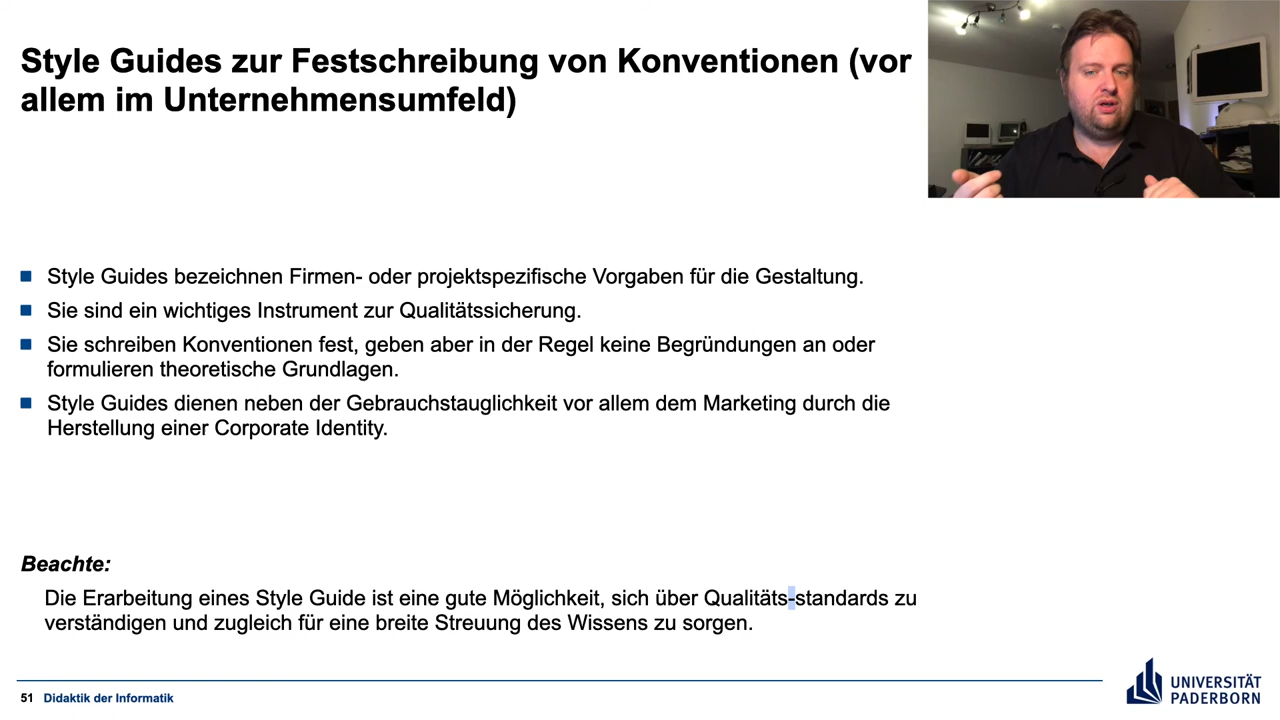 Style Guides zur Festschreibung von Konventionen (vor
allem im Unternehmensumfeld)
Style Guides bezeichnen Firmen- oder projektspezifische Vorgaben für die Gestaltung.
Sie sind ein wichtiges Instrument zur Qualitätssicherung.
Sie schreiben Konventionen fest, geben aber in der Regel keine Begründungen an oder
formulieren theoretische Grundlagen.
Style Guides dienen neben der Gebrauchstauglichkeit vor allem dem Marketing durch die
Herstellung einer Corporate Identity.
Beachte:
Die Erarbeitung eines Style Guide ist eine gute Möglichkeit, sich über Qualitäts-standards zu
verständigen und zugleich für eine breite Streuung des Wissens zu sorgen.
51 Didaktik der Informatik
UNIVERSITÄT
PADERBORN